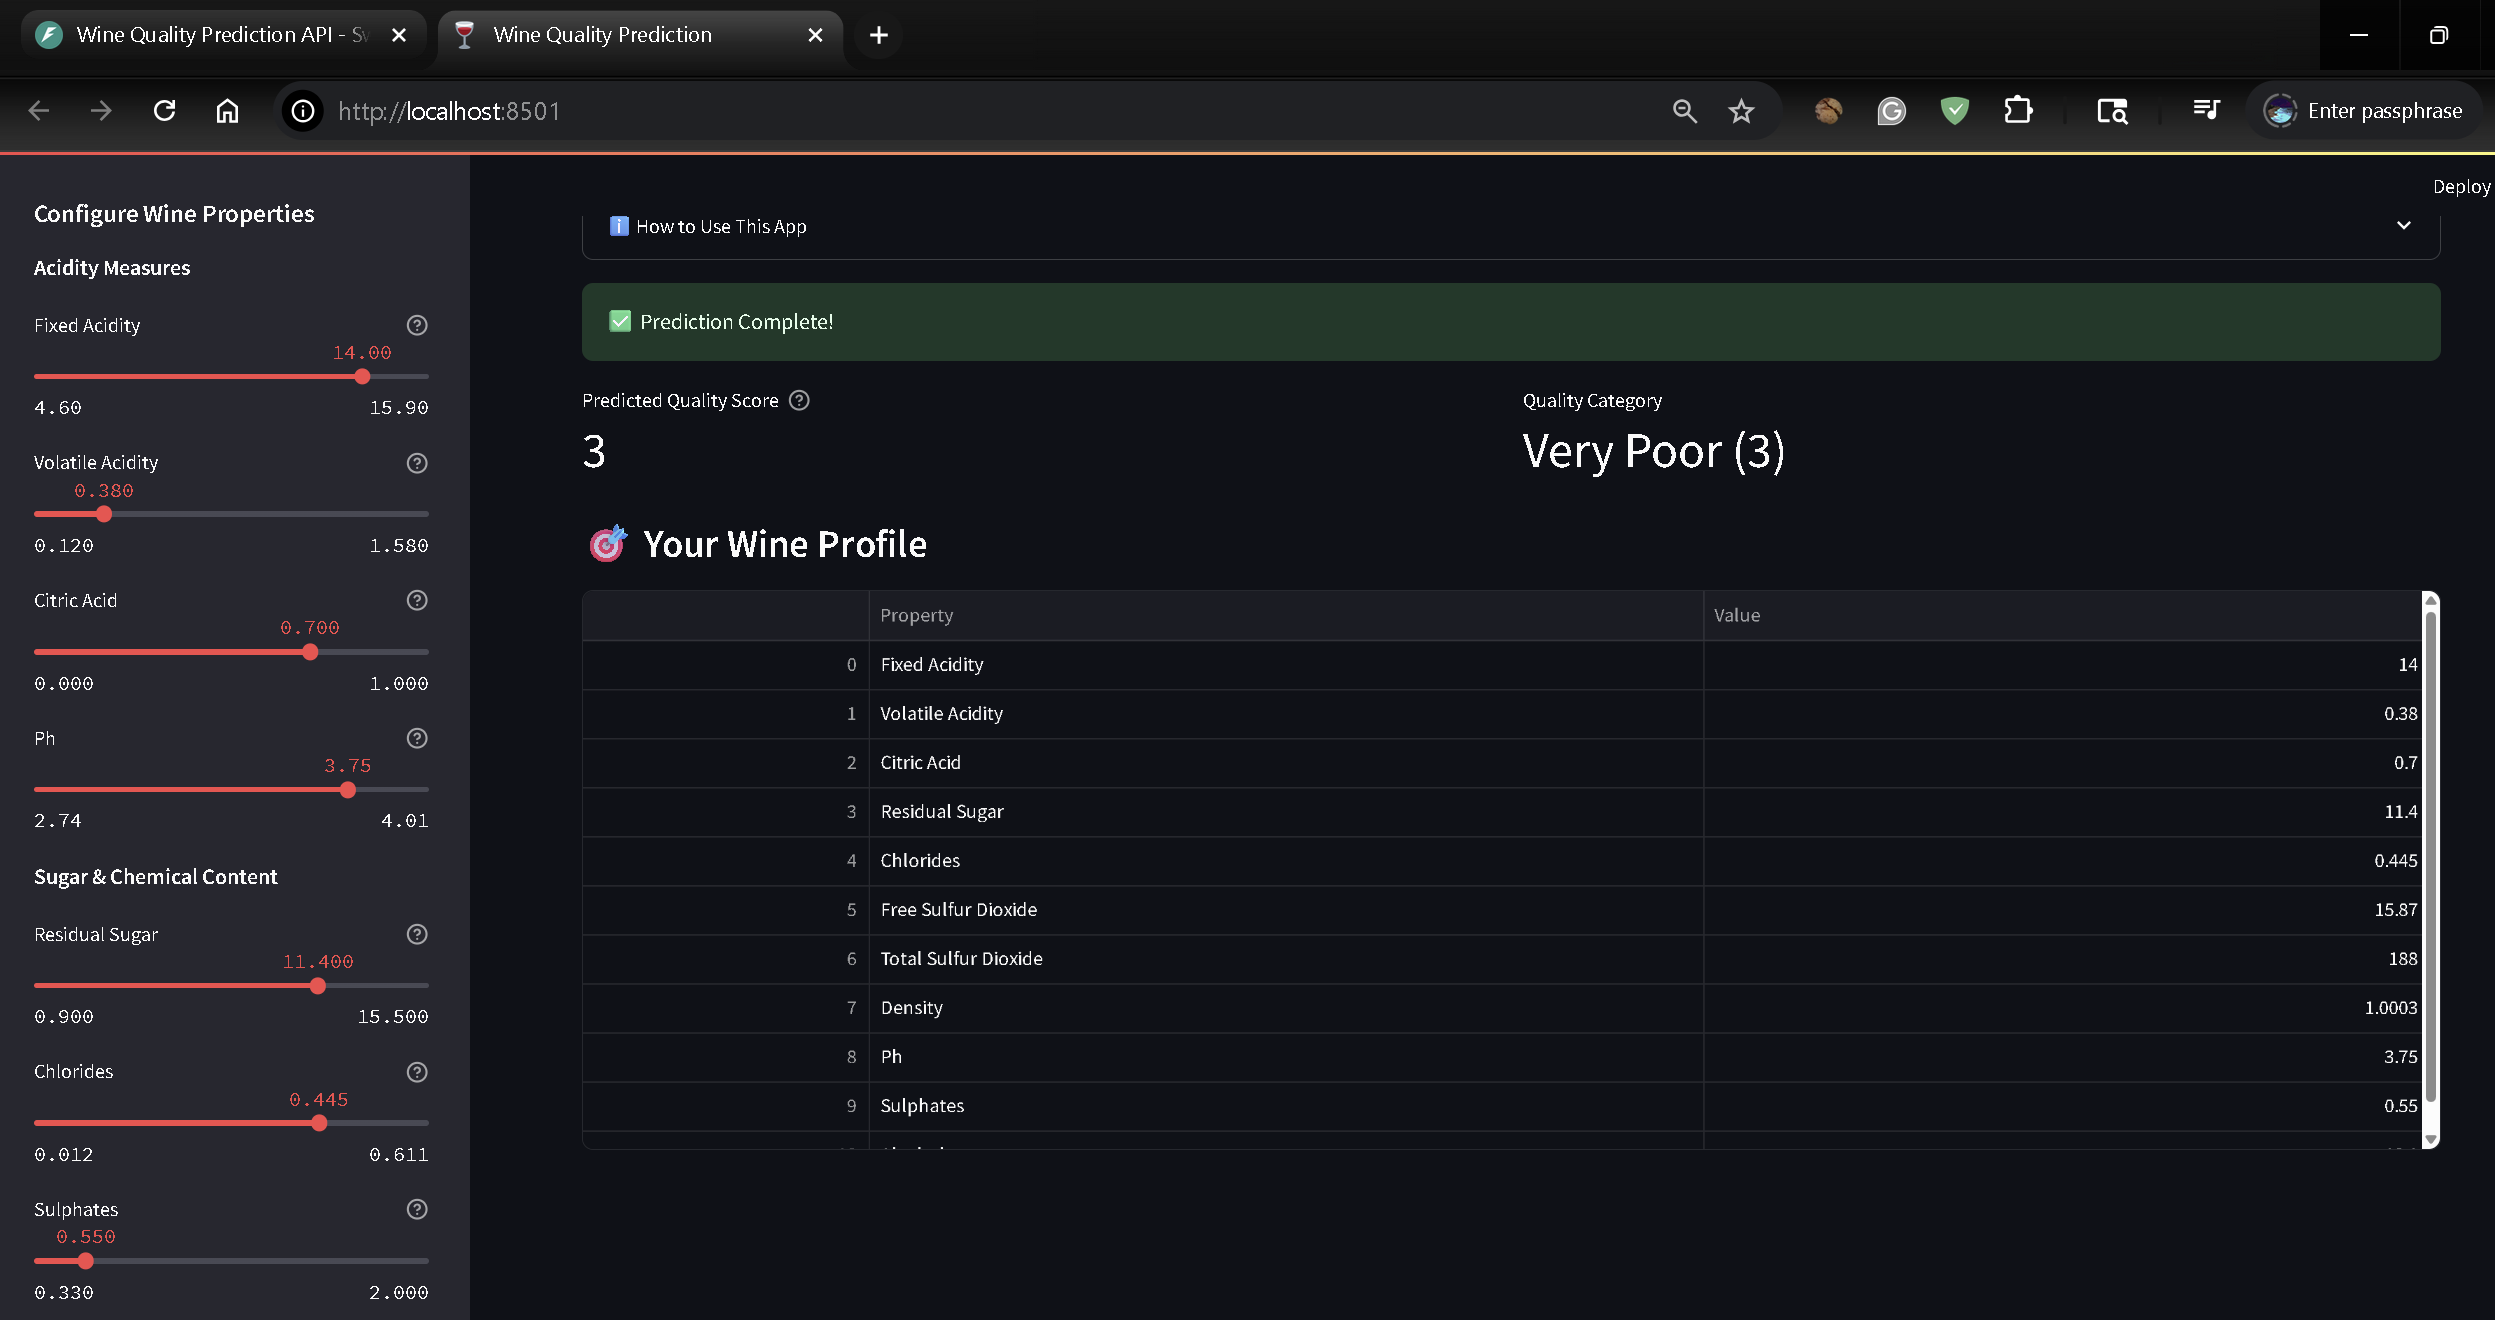 Wine Quality Prediction API - Sw
Wine Quality Prediction
http://localhost:8501
Enter passphrase
Deploy
Configure Wine Properties
Acidity Measures
Fixed Acidity
14.00
4.60 15.90
Volatile Acidity
0.380
0.120 1.580
Citric Acid
0.700
0.000 1.000
Ph
3.75
2.74 4.01
Sugar & Chemical Content
Residual Sugar
11.400
0.900 15.500
Chlorides
0.445
0.012 0.611
Sulphates
0.550
0.330 2.000
How to Use This App
Prediction Complete!
Predicted Quality Score Quality Category
3 Very Poor (3)
Your Wine Profile
Property Value
0 Fixed Acidity 14
1 Volatile Acidity 0.38
2 Citric Acid 0.7
3 Residual Sugar 11.4
4 Chlorides 0.445
5 Free Sulfur Dioxide 15.87
6 Total Sulfur Dioxide 188
7 Density 1.0003
8 Ph 3.75
9 Sulphates 0.55